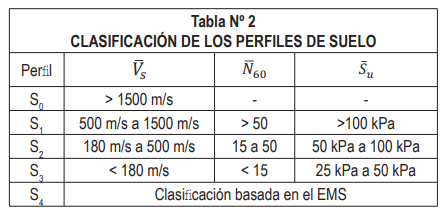 Tabla Nº 2
CLASIFICACIÓN DE LOS PERFILES DE SUELO
Perfil V̄s N̄60 S̄u
S0 > 1500 m/s - -
S1 500 m/s a 1500 m/s > 50 >100 kPa
S2 180 m/s a 500 m/s 15 a 50 50 kPa a 100 kPa
S3 < 180 m/s < 15 25 kPa a 50 kPa
S4 Clasificación basada en el EMS